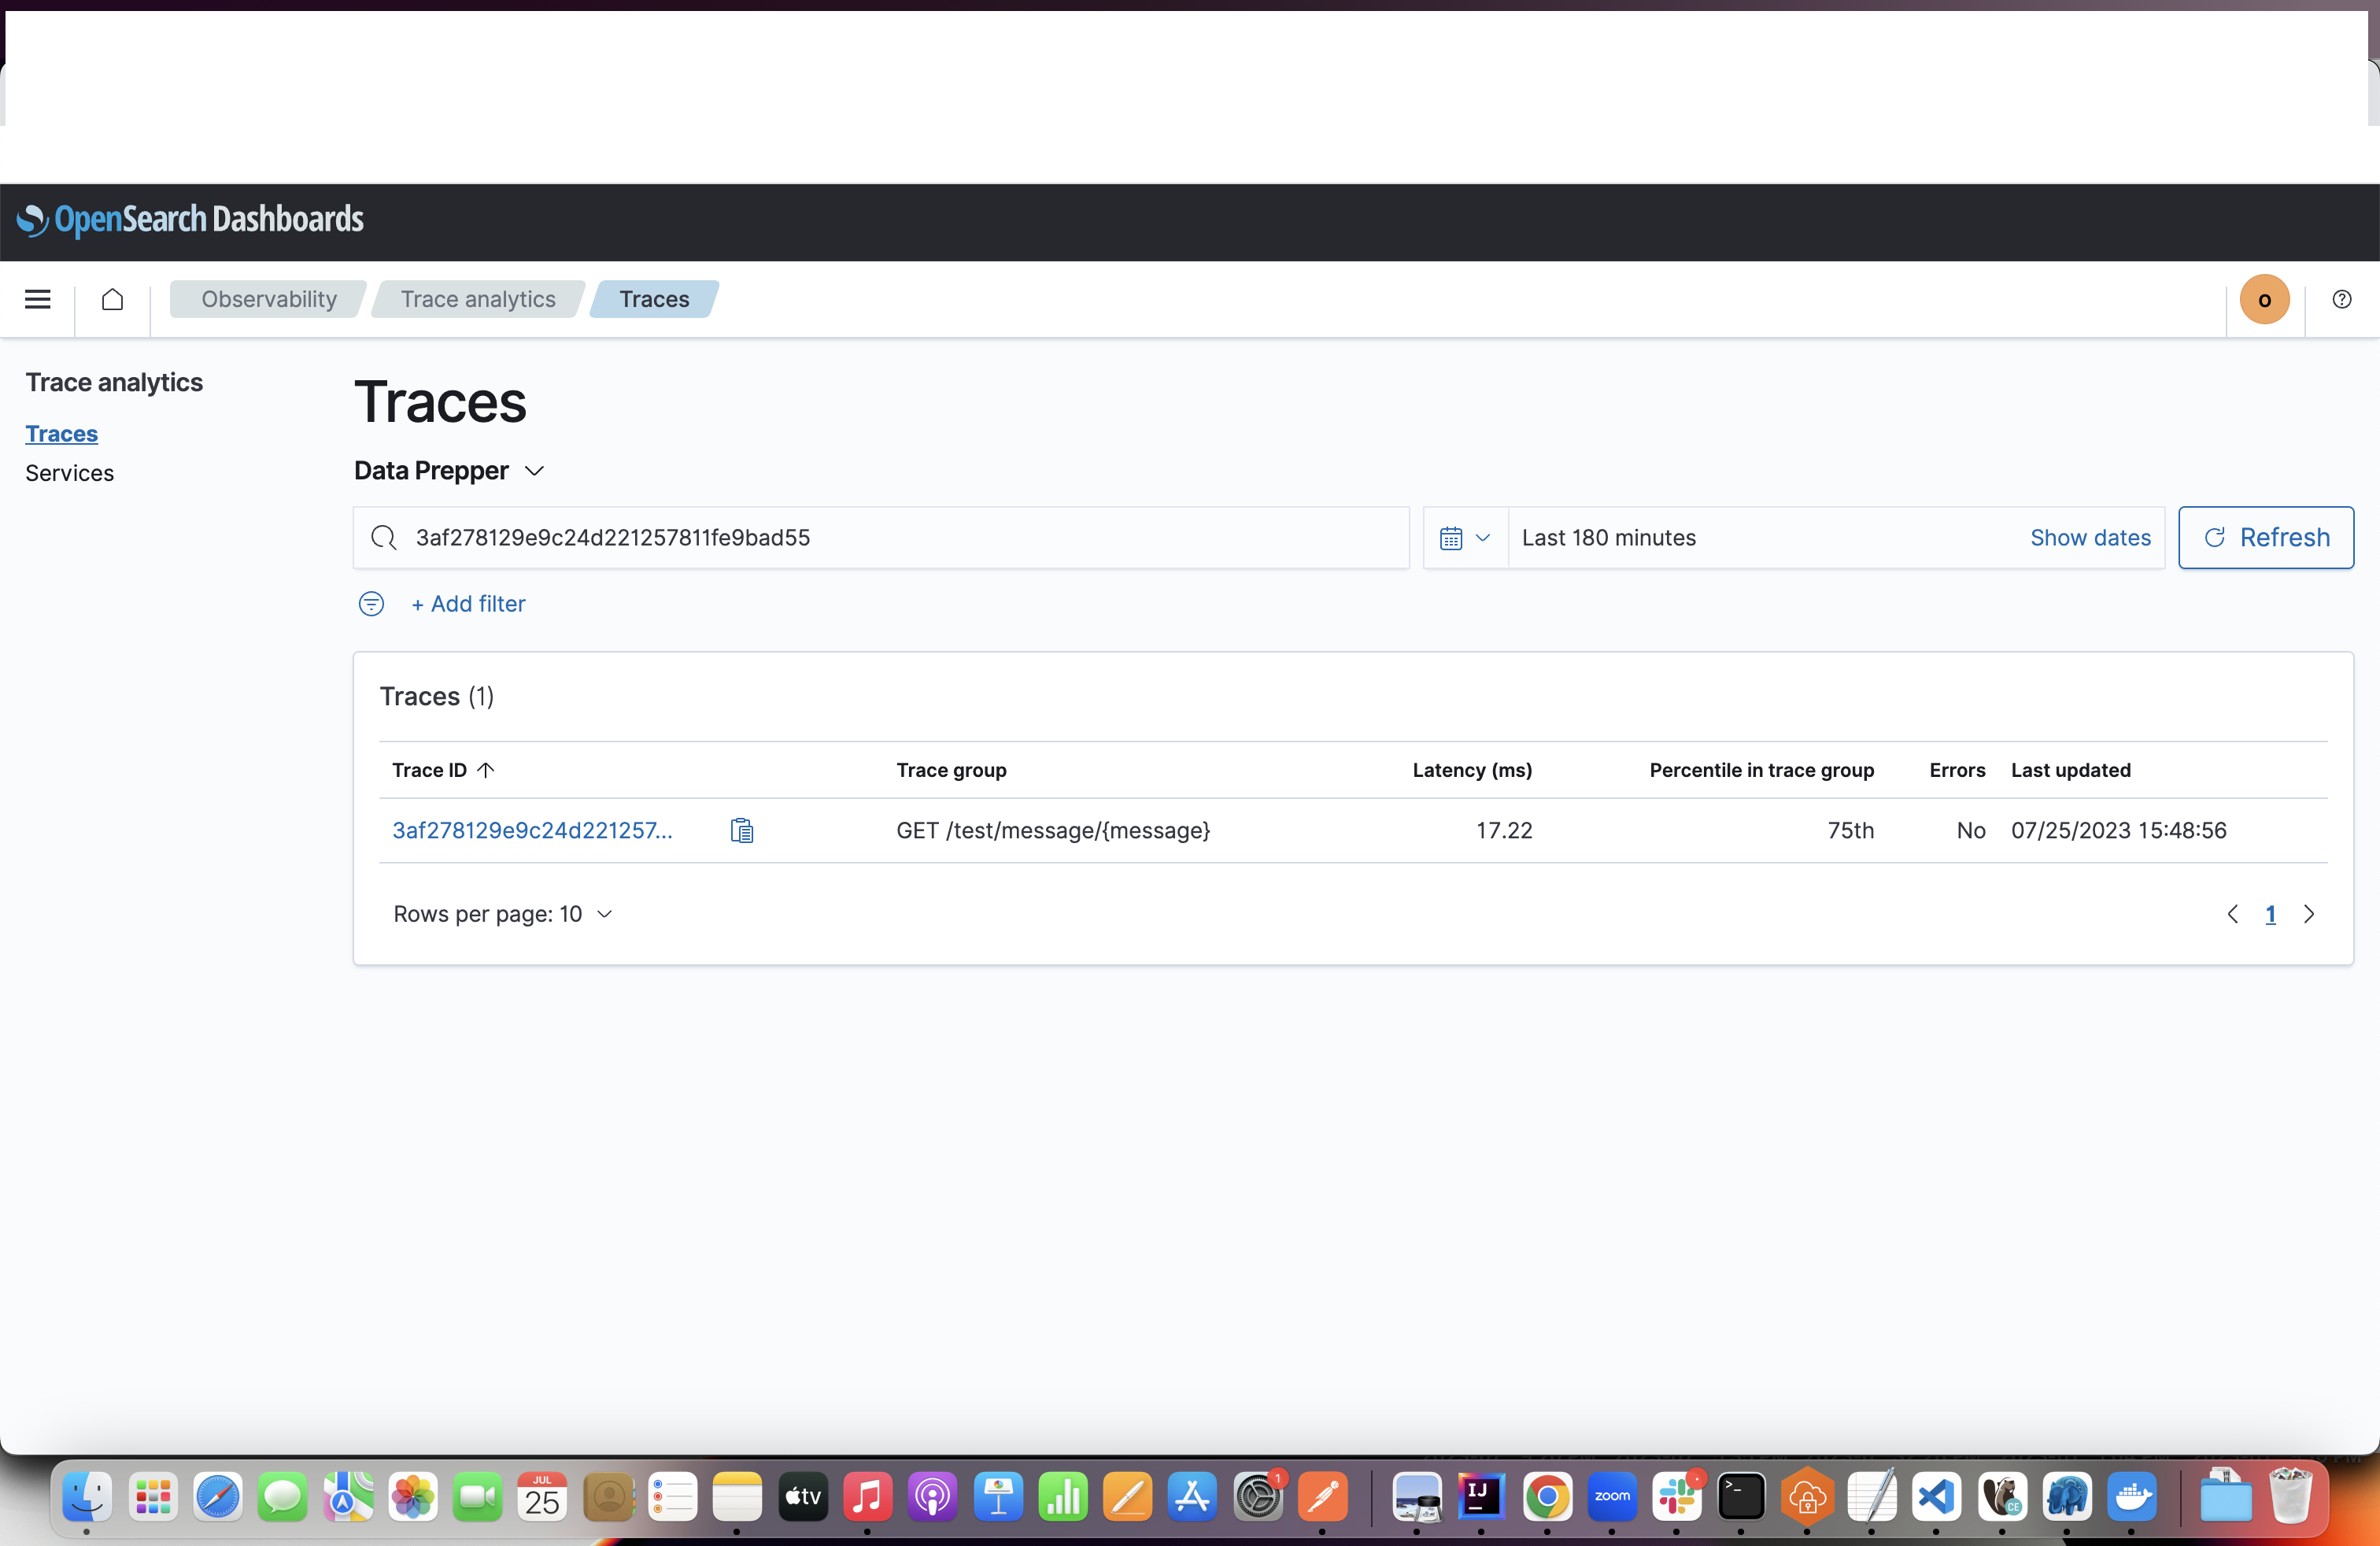 OpenSearch Dashboards
Observability
Trace analytics
Traces
o
Trace analytics
Traces
Services
Traces
Data Prepper
3af278129e9c24d221257811fe9bad55
Last 180 minutes
Show dates
Refresh
+ Add filter
Traces (1)
Trace ID
Trace group
Latency (ms)
Percentile in trace group
Errors
Last updated
3af278129e9c24d221257...
GET /test/message/{message}
17.22
75th
No
07/25/2023 15:48:56
Rows per page: 10
1
JUL
25
tv
1
IJ
zoom
>_
CE